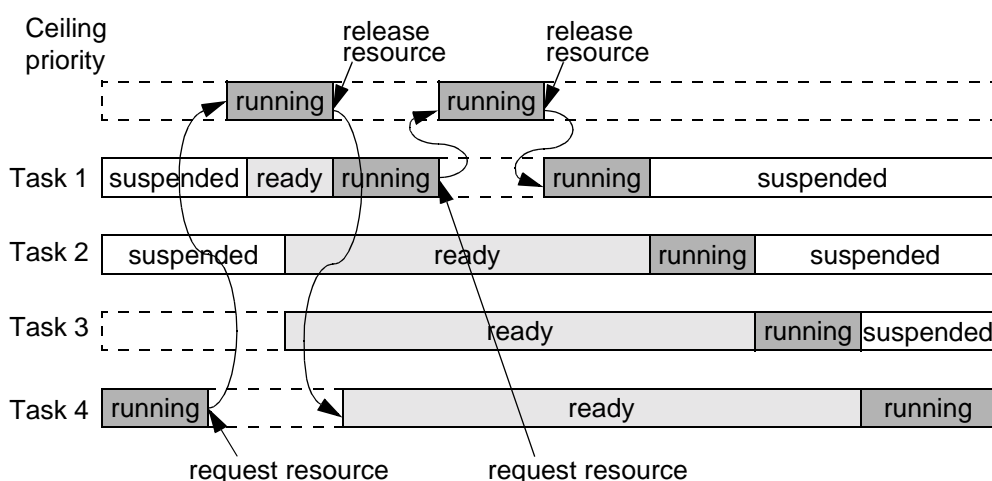 Ceiling
priority
release
resource
release
resource
running
running
Task 1
suspended
ready
running
running
suspended
Task 2
suspended
ready
running
suspended
Task 3
ready
running
suspended
Task 4
running
ready
running
request resource
request resource